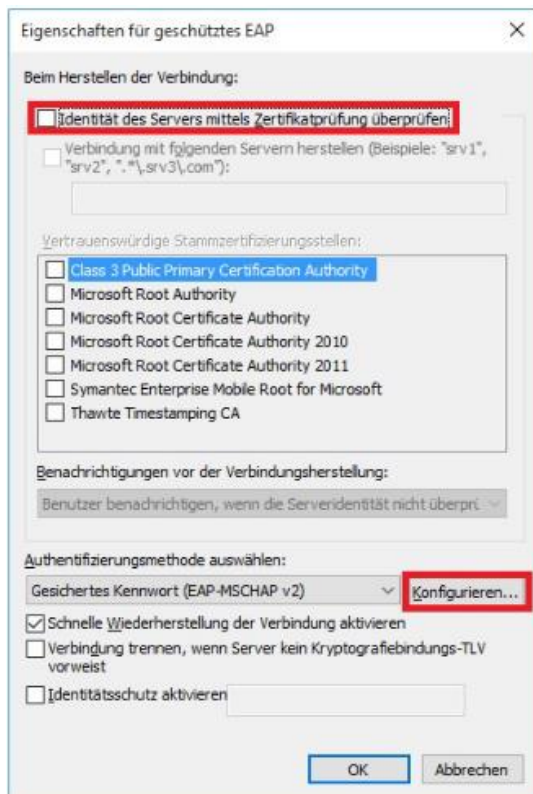 Eigenschaften für geschütztes EAP
Beim Herstellen der Verbindung:
Identität des Servers mittels Zertifikatprüfung überprüfen
Verbindung mit folgenden Servern herstellen (Beispiele: "srv1",
"srv2", ".*\.srv3\.com"):
Vertrauenswürdige Stammzertifizierungsstellen:
Class 3 Public Primary Certification Authority
Microsoft Root Authority
Microsoft Root Certificate Authority
Microsoft Root Certificate Authority 2010
Microsoft Root Certificate Authority 2011
Symantec Enterprise Mobile Root for Microsoft
Thawte Timestamping CA
Benachrichtigungen vor der Verbindungsherstellung:
Benutzer benachrichtigen, wenn die Serveridentität nicht überprü
Authentifizierungsmethode auswählen:
Gesichertes Kennwort (EAP-MSCHAP v2) Konfigurieren...
Schnelle Wiederherstellung der Verbindung aktivieren
Verbindung trennen, wenn Server kein Kryptografiebindungs-TLV
vorweist
Identitätsschutz aktivieren
OK Abbrechen